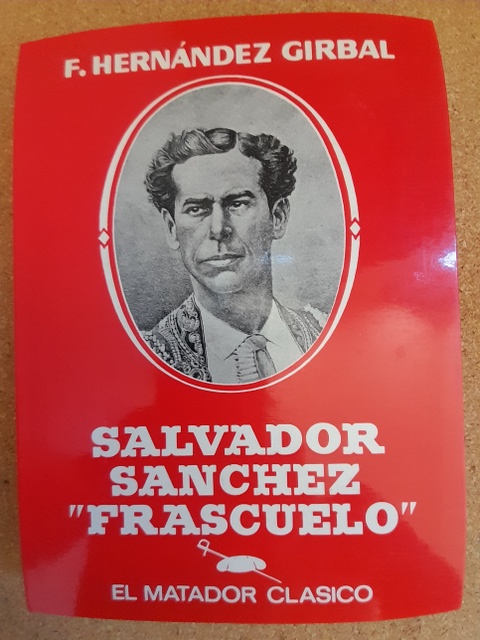 F. HERNÁNDEZ GIRBAL
SALVADOR
SANCHEZ
"FRASCUELO"
EL MATADOR CLASICO